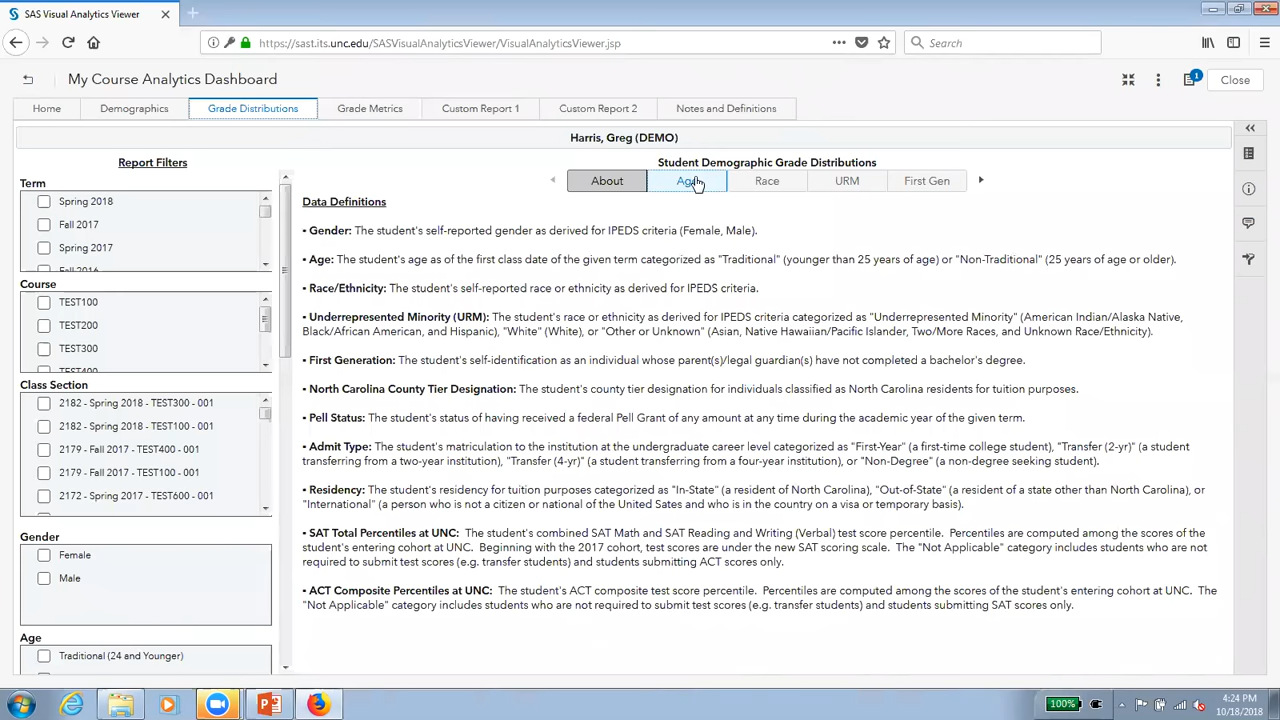 SAS Visual Analytics Viewer
https://sast.its.unc.edu/SASVisualAnalyticsViewer/VisualAnalyticsViewer.jsp
Search
My Course Analytics Dashboard
1
Close
Home
Demographics
Grade Distributions
Grade Metrics
Custom Report 1
Custom Report 2
Notes and Definitions
Harris, Greg (DEMO)
Report Filters
Student Demographic Grade Distributions
About
Race
URM
First Gen
Term
Spring 2018
Fall 2017
Spring 2017
Fall 2016
Course
TEST100
TEST200
TEST300
TEST400
Class Section
2182 - Spring 2018 - TEST300 - 001
2182 - Spring 2018 - TEST100 - 001
2179 - Fall 2017 - TEST400 - 001
2179 - Fall 2017 - TEST100 - 001
2172 - Spring 2017 - TEST600 - 001
Gender
Female
Male
Age
Traditional (24 and Younger)
Data Definitions
▪ Gender: The student's self-reported gender as derived for IPEDS criteria (Female, Male).
▪ Age: The student's age as of the first class date of the given term categorized as "Traditional" (younger than 25 years of age) or "Non-Traditional" (25 years of age or older).
▪ Race/Ethnicity: The student's self-reported race or ethnicity as derived for IPEDS criteria.
▪ Underrepresented Minority (URM): The student's race or ethnicity as derived for IPEDS criteria categorized as "Underrepresented Minority" (American Indian/Alaska Native,
Black/African American, and Hispanic), "White" (White), or "Other or Unknown" (Asian, Native Hawaiian/Pacific Islander, Two/More Races, and Unknown Race/Ethnicity).
▪ First Generation: The student's self-identification as an individual whose parent(s)/legal guardian(s) have not completed a bachelor's degree.
▪ North Carolina County Tier Designation: The student's county tier designation for individuals classified as North Carolina residents for tuition purposes.
▪ Pell Status: The student's status of having received a federal Pell Grant of any amount at any time during the academic year of the given term.
▪ Admit Type: The student's matriculation to the institution at the undergraduate career level categorized as "First-Year" (a first-time college student), "Transfer (2-yr)" (a student
transferring from a two-year institution), "Transfer (4-yr)" (a student transferring from a four-year institution), or "Non-Degree" (a non-degree seeking student).
▪ Residency: The student's residency for tuition purposes categorized as "In-State" (a resident of North Carolina), "Out-of-State" (a resident of a state other than North Carolina), or
"International" (a person who is not a citizen or national of the United States and who is in the country on a visa or temporary basis).
▪ SAT Total Percentiles at UNC: The student's combined SAT Math and SAT Reading and Writing (Verbal) test score percentile. Percentiles are computed among the scores of the
student's entering cohort at UNC. Beginning with the 2017 cohort, test scores are under the new SAT scoring scale. The "Not Applicable" category includes students who are not
required to submit test scores (e.g. transfer students) and students submitting ACT scores only.
▪ ACT Composite Percentiles at UNC: The student's ACT composite test score percentile. Percentiles are computed among the scores of the student's entering cohort at UNC. The
"Not Applicable" category includes students who are not required to submit test scores (e.g. transfer students) and students submitting SAT scores only.
100%
4:24 PM
10/18/2018